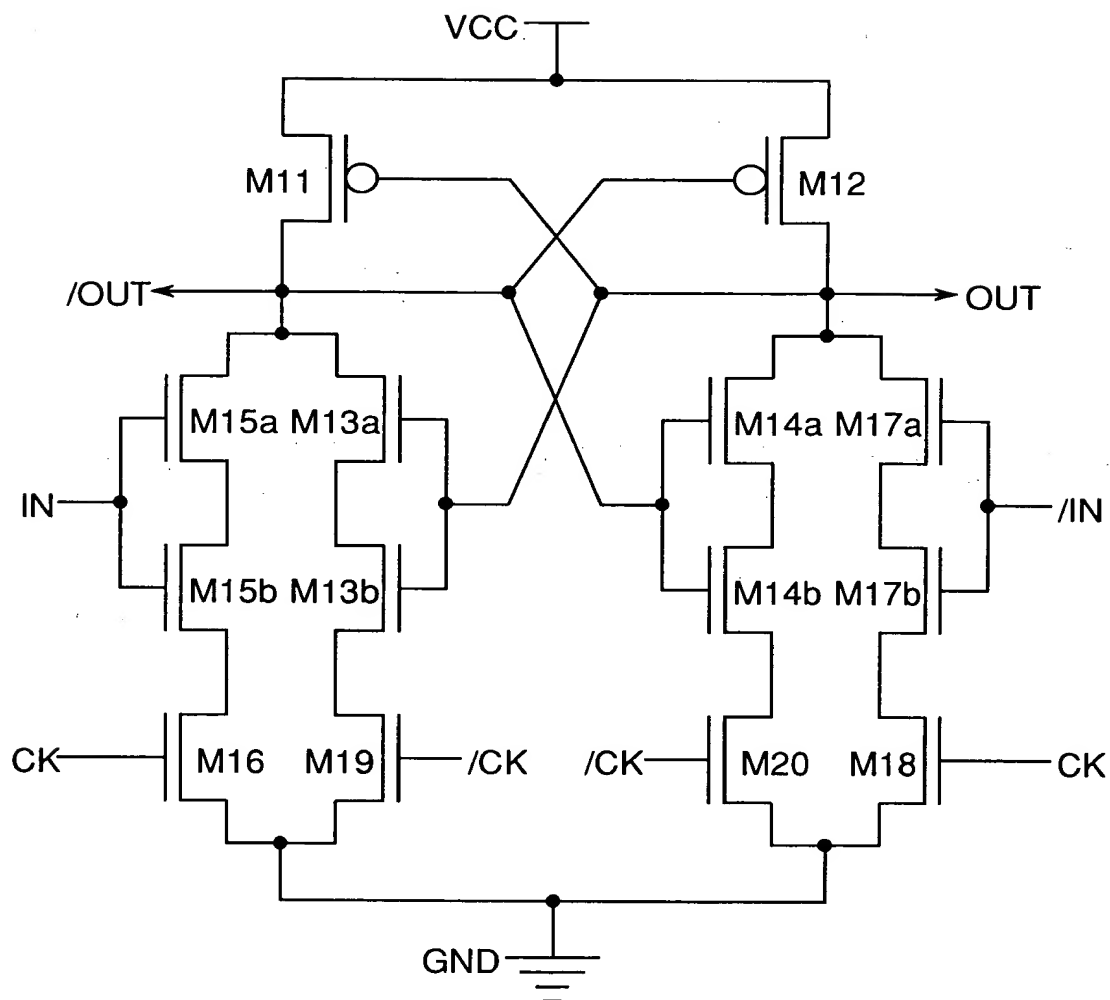 VCC
M11
M12
/OUT
OUT
M15a
M13a
M14a
M17a
IN
/IN
M15b
M13b
M14b
M17b
CK
M16
M19
/CK
/CK
M20
M18
CK
GND